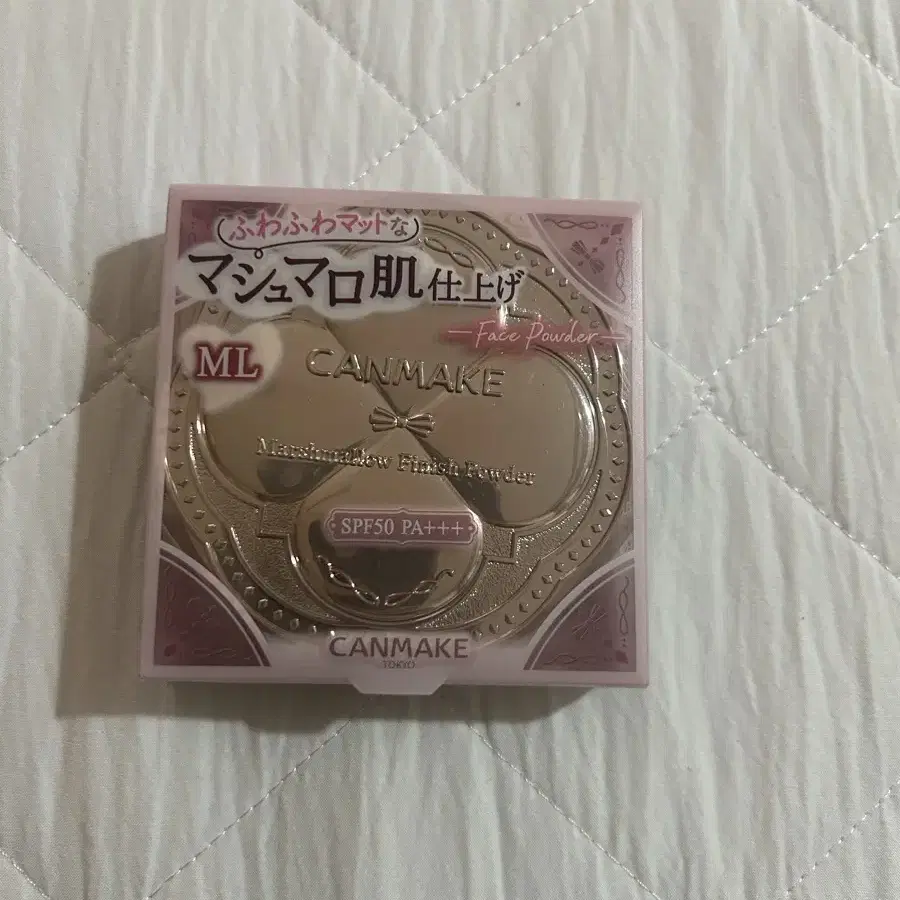 ふわふわマットな
マシュマロ肌仕上げ
Face Powder
ML
CANMAKE
Marshmallow Finish Powder
SPF50 PA+++
CANMAKE
TOKYO